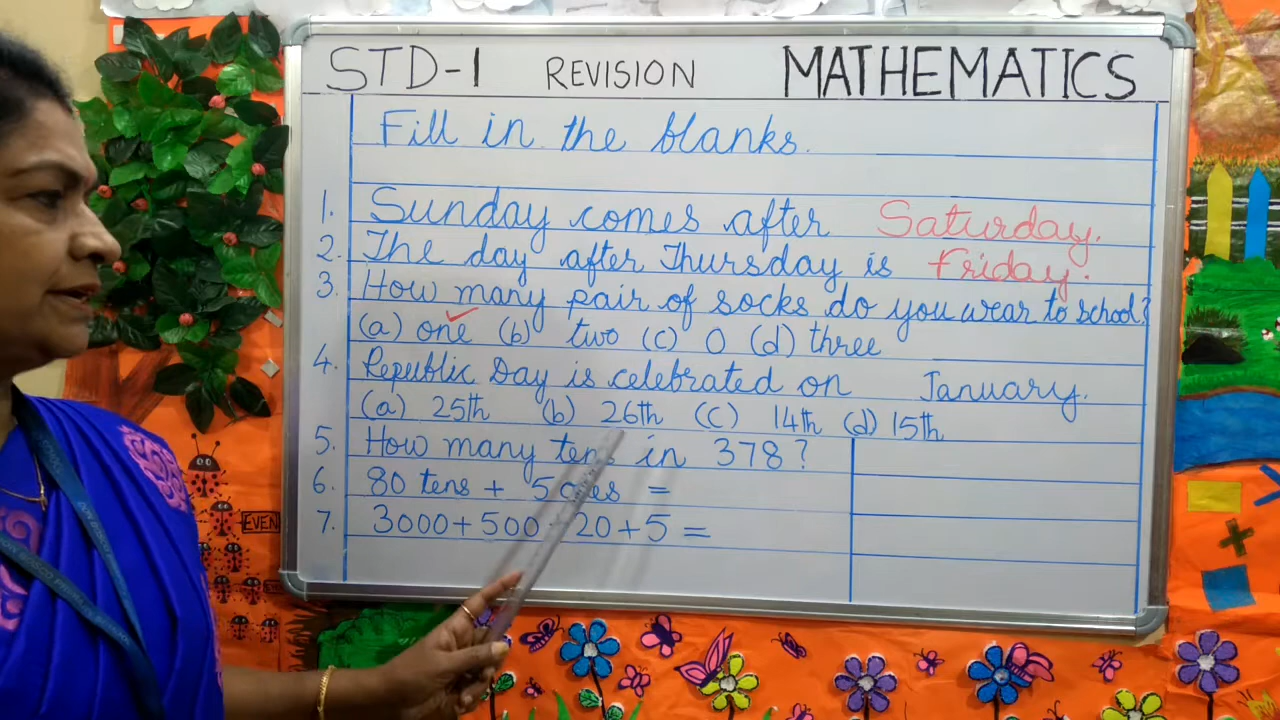 STD-1 REVISION MATHEMATICS
Fill in the blanks.
1. Sunday comes after Saturday.
2. The day after Thursday is Friday.
3. How many pair of socks do you wear to school?
(a) one ✓ (b) two (c) 0 (d) three
4. Republic Day is celebrated on January.
(a) 25th (b) 26th (c) 14th (d) 15th
5. How many tens in 378?
6. 80 tens + 5 ones =
7. 3000+500+20+5=
EVEN